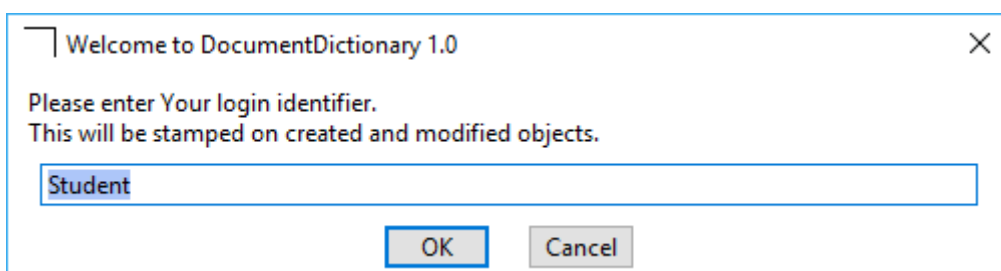 Welcome to DocumentDictionary 1.0
Please enter Your login identifier.
This will be stamped on created and modified objects.
Student
OK Cancel